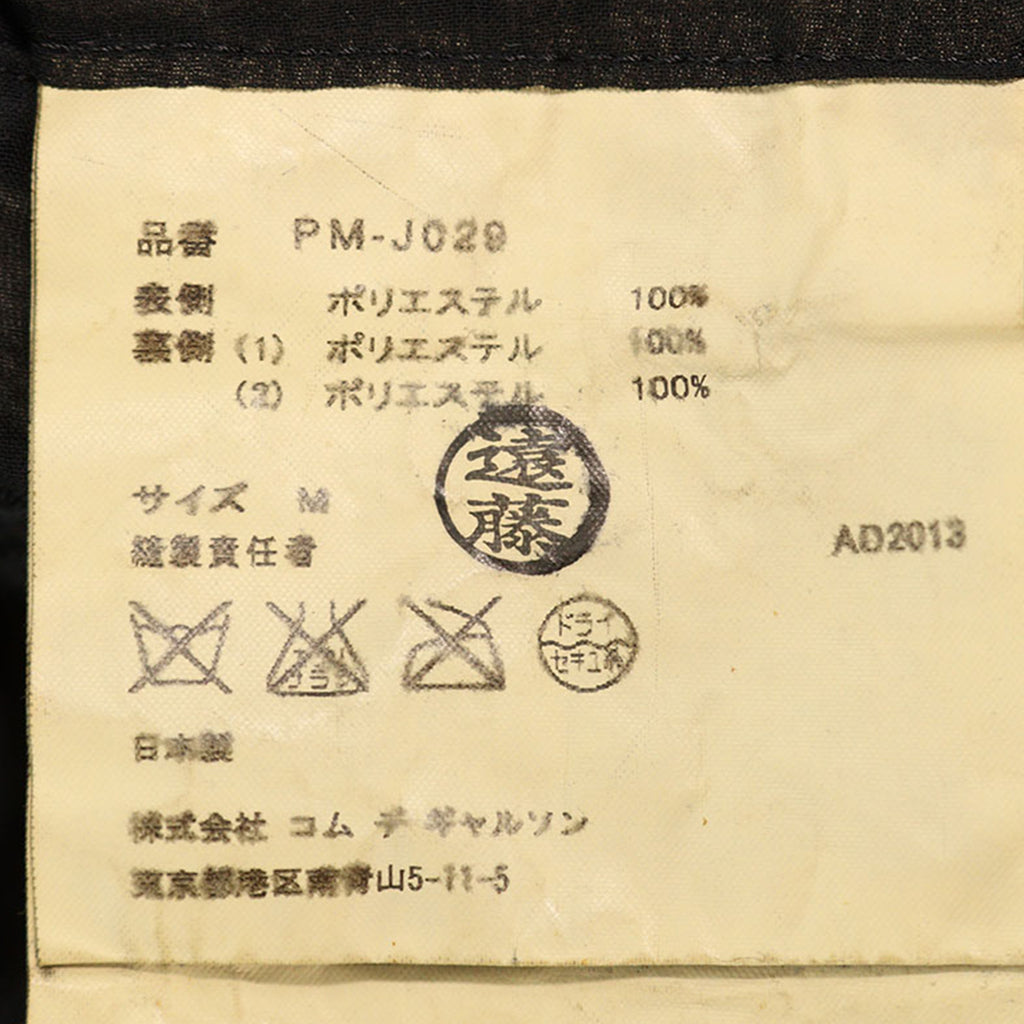 品番 PM-J029
表側 ポリエステル 100%
裏側 (1) ポリエステル 100%
(2) ポリエステル 100%
遠
藤
サイズ M
縫製責任者
AD2013
ドライ
セキユ系
日本製
株式会社 コム デ ギャルソン
東京都港区南青山5-11-5